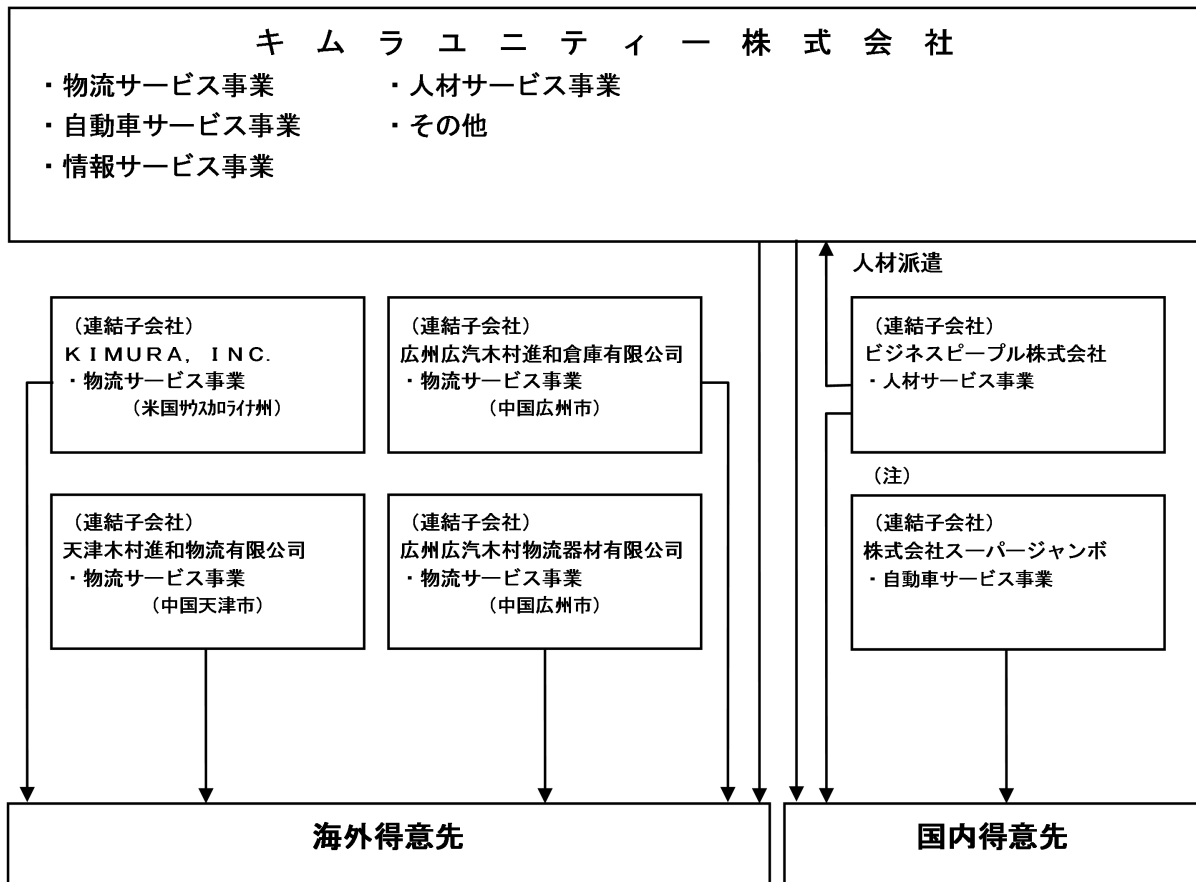 キムラユニティー株式会社
・物流サービス事業 ・人材サービス事業
・自動車サービス事業 ・その他
・情報サービス事業
人材派遣
（連結子会社）
ＫＩＭＵＲＡ，ＩＮＣ.
・物流サービス事業
（米国ｻｳｽｶﾛﾗｲﾅ州）
（連結子会社）
広州広汽木村進和倉庫有限公司
・物流サービス事業
（中国広州市）
（連結子会社）
ビジネスピープル株式会社
・人材サービス事業
（注）
（連結子会社）
天津木村進和物流有限公司
・物流サービス事業
（中国天津市）
（連結子会社）
広州広汽木村物流器材有限公司
・物流サービス事業
（中国広州市）
（連結子会社）
株式会社スーパージャンボ
・自動車サービス事業
海外得意先
国内得意先